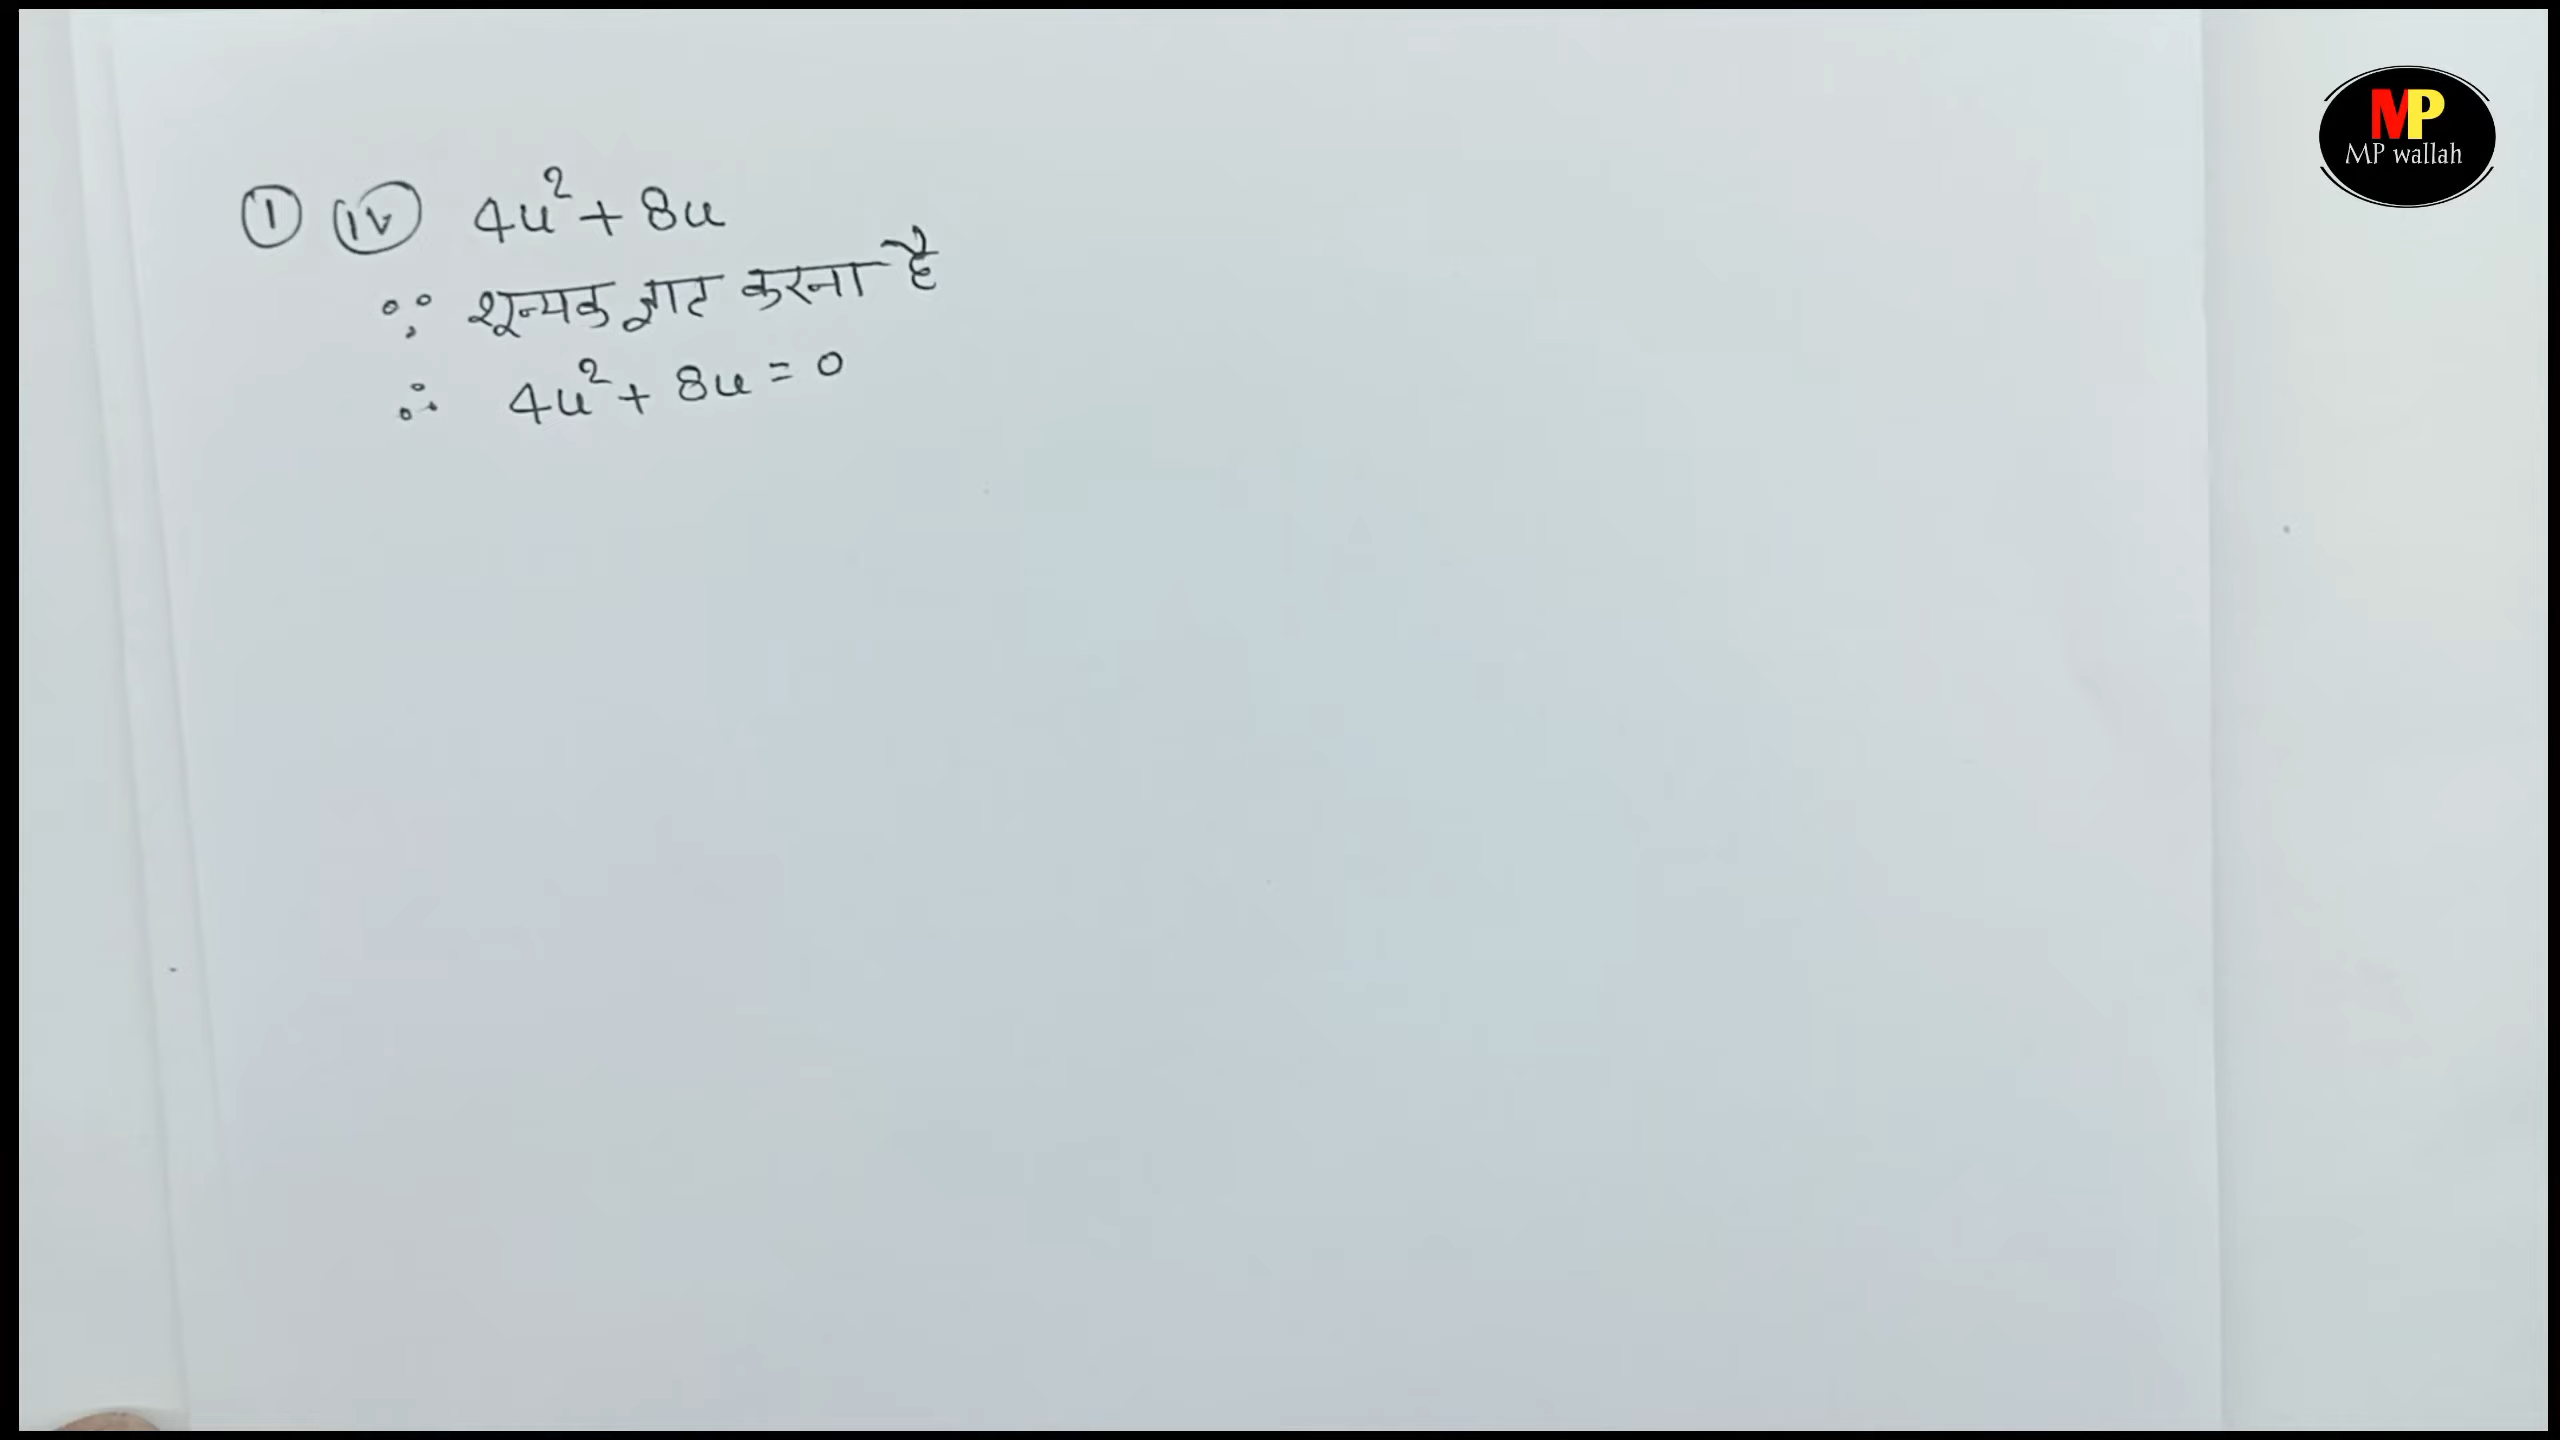 ① (iv) 4u² + 8u
∵ शून्यक ज्ञात करना है
∴ 4u² + 8u = 0
MP
MP wallah